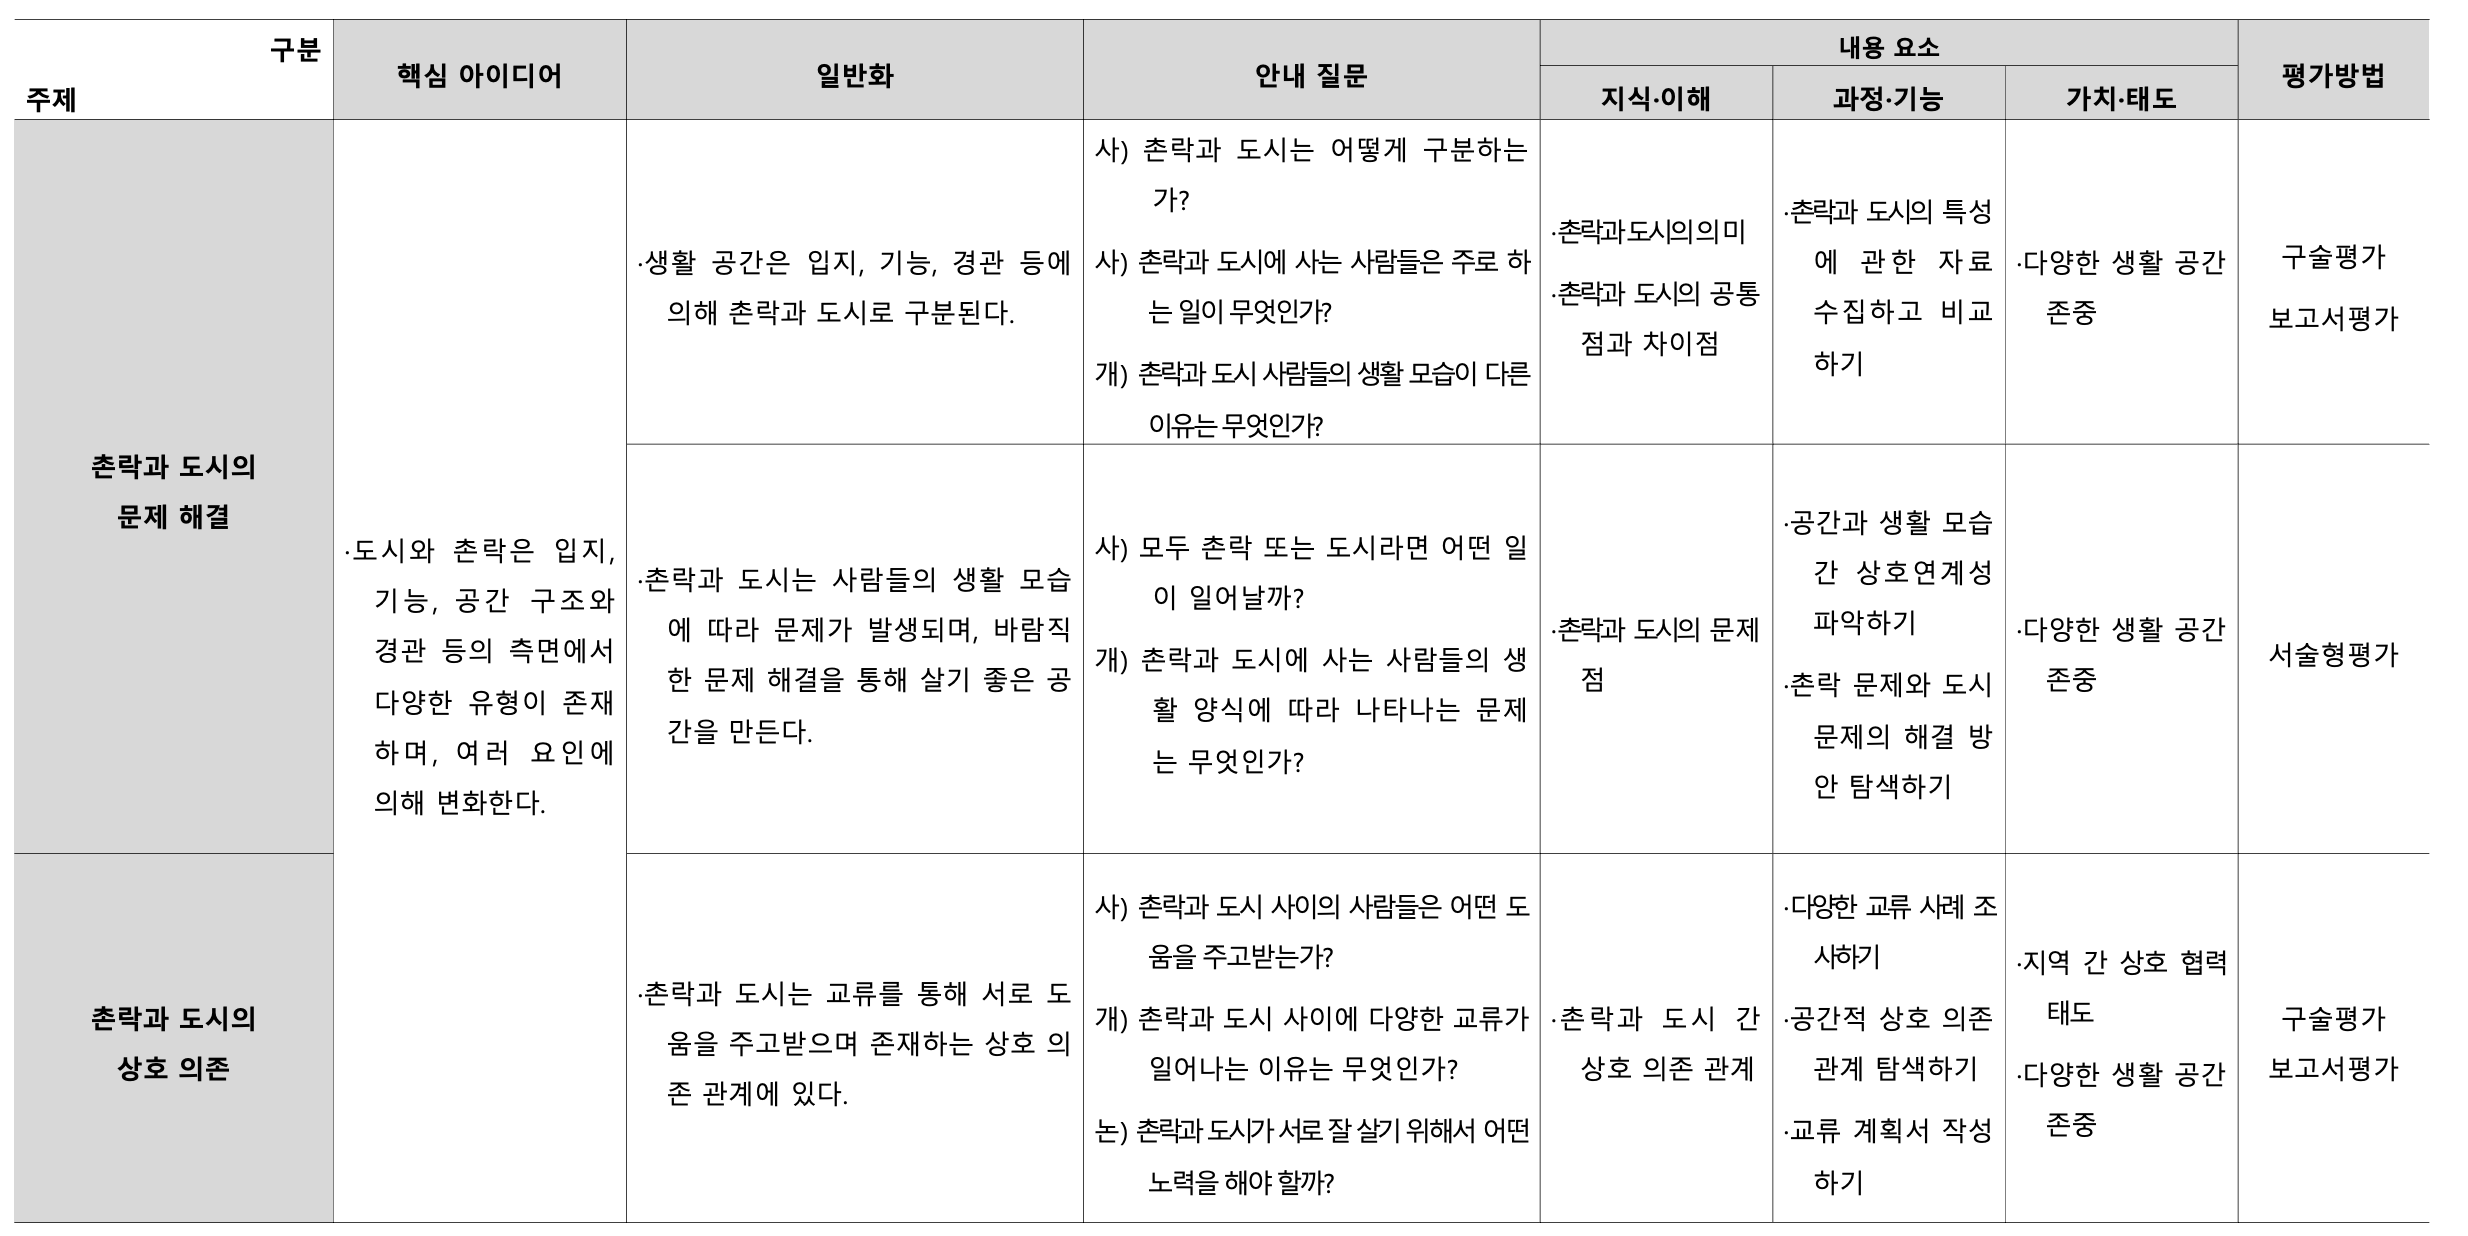 구분
주제
핵심 아이디어
일반화
안내 질문
내용 요소
지식·이해
과정·기능
가치·태도
평가방법
촌락과 도시의
문제 해결
·도시와 촌락은 입지,
기능, 공간 구조와
경관 등의 측면에서
다양한 유형이 존재
하며, 여러 요인에
의해 변화한다.
·생활 공간은 입지, 기능, 경관 등에
의해 촌락과 도시로 구분된다.
사) 촌락과 도시는 어떻게 구분하는
가?
사) 촌락과 도시에 사는 사람들은 주로 하
는 일이 무엇인가?
개) 촌락과 도시 사람들의 생활 모습이 다른
이유는 무엇인가?
·촌락과 도시의 의미
·촌락과 도시의 공통
점과 차이점
·촌락과 도시의 특성
에 관한 자료
수집하고 비교
하기
·다양한 생활 공간
존중
구술평가
보고서평가
·촌락과 도시는 사람들의 생활 모습
에 따라 문제가 발생되며, 바람직
한 문제 해결을 통해 살기 좋은 공
간을 만든다.
사) 모두 촌락 또는 도시라면 어떤 일
이 일어날까?
개) 촌락과 도시에 사는 사람들의 생
활 양식에 따라 나타나는 문제
는 무엇인가?
·촌락과 도시의 문제
점
·공간과 생활 모습
간 상호연계성
파악하기
·촌락 문제와 도시
문제의 해결 방
안 탐색하기
·다양한 생활 공간
존중
서술형평가
촌락과 도시의
상호 의존
·촌락과 도시는 교류를 통해 서로 도
움을 주고받으며 존재하는 상호 의
존 관계에 있다.
사) 촌락과 도시 사이의 사람들은 어떤 도
움을 주고받는가?
개) 촌락과 도시 사이에 다양한 교류가
일어나는 이유는 무엇인가?
논) 촌락과 도시가 서로 잘 살기 위해서 어떤
노력을 해야 할까?
·촌락과 도시 간
상호 의존 관계
·다양한 교류 사례 조
사하기
·공간적 상호 의존
관계 탐색하기
·교류 계획서 작성
하기
·지역 간 상호 협력
태도
·다양한 생활 공간
존중
구술평가
보고서평가